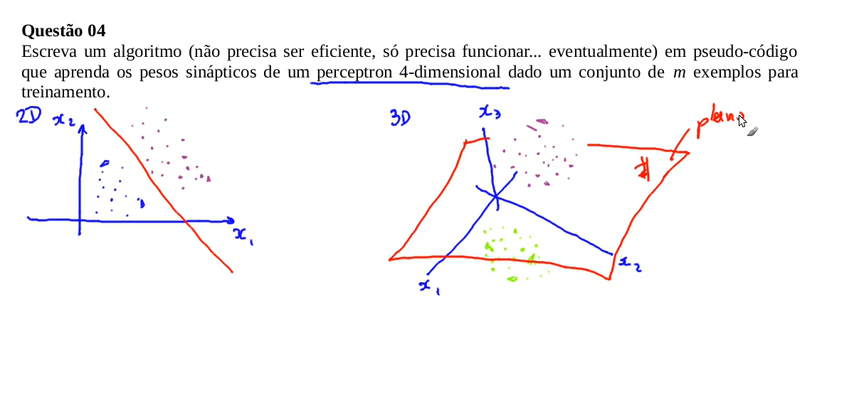 Questão 04
Escreva um algoritmo (não precisa ser eficiente, só precisa funcionar... eventualmente) em pseudo-código
que aprenda os pesos sinápticos de um perceptron 4-dimensional dado um conjunto de m exemplos para
treinamento.
2D x₂
3D x₃
plano
x₁
x₂
x₁